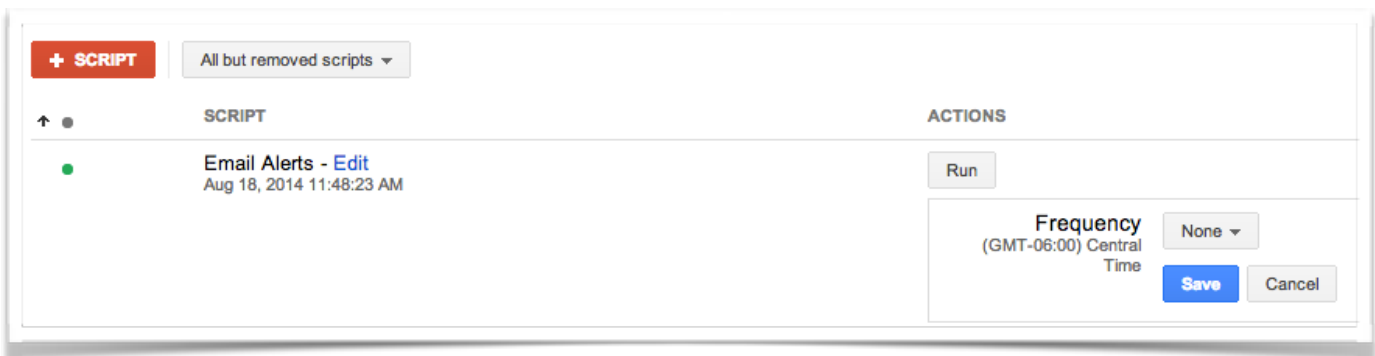 + SCRIPT
All but removed scripts
SCRIPT
ACTIONS
Email Alerts - Edit
Aug 18, 2014 11:48:23 AM
Run
Frequency
(GMT-06:00) Central
Time
None
Save
Cancel